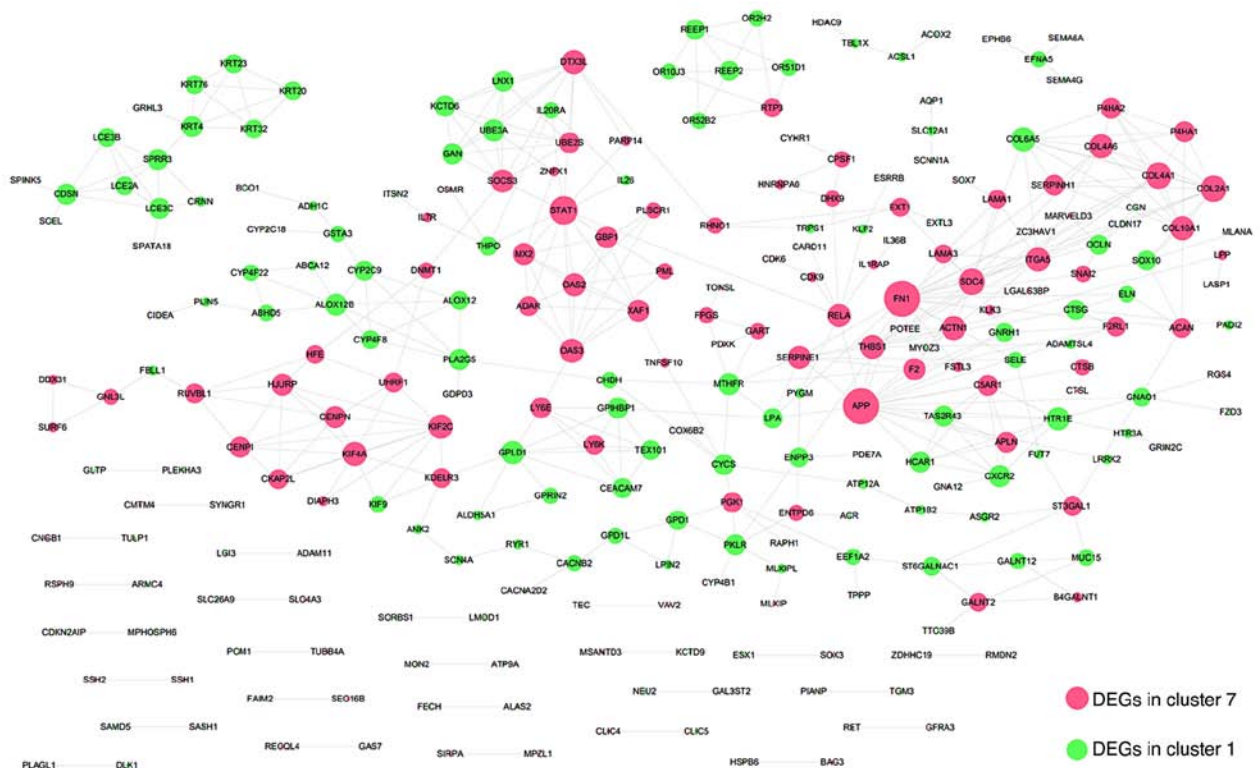 OR2H2
REEP1
HDAC9
ACOX2
SEMA6A
EPHB6
TBL1X
KRT23
DTX3L
ACSL1
EFNA5
OR10J3
REEP2
OR51D1
KRT76
LNX1
SEMA4G
KRT20
GRHL3
KCTD6
IL20RA
RTP3
AQP1
P4HA2
KRT4
KRT32
UBE3A
OR52B2
SLC12A1
P4HA1
LCE3B
UBE2S
PARP14
CYHR1
COL6A5
COL4A6
SPRR3
GAN
CPSF1
SCNN1A
ZNFX1
SPINK5
CDSN
LCE2A
SOCS3
IL26
HNRNPA0
ESRRB
SERPINH1
COL4A1
COL2A1
BCO1
ITSN2
OSMR
DHX9
SOX7
LAMA1
LCE3C
CRNN
ADH1C
STAT1
PLSCR1
EXT1
CGN
SCEL
IL7R
RHNO1
TRPS1
KLF2
EXTL3
MARVELD3
CLDN17
COL10A1
CYP2C18
GSTA3
GBP1
CARD11
IL36B
ZC3HAV1
MLANA
SPATA18
THPO
MX2
LAMA3
OCLN
LPP
ABCA12
CYP2C9
DNMT1
PML
CDK6
IL1RAP
ITGA5
SOX10
CYP4F22
CDK9
SDC4
SNAI2
OAS2
LGALS3BP
LASP1
PLIN5
ALOX12B
ALOX12
ADAR
XAF1
TONSL
FN1
ELN
CIDEA
ABHD5
FPGS
RELA
KLK3
CTSG
GART
POTEE
ACTN1
GNRH1
F2RL1
ACAN
PADI2
CYP4F8
OAS3
PDXK
THBS1
MYOZ3
ADAMTSL4
HFE
PLA2G5
TNFSF10
SERPINE1
SELE
FBLL1
F2
FSTL3
CTSB
DDX31
UHRF1
CHDH
MTHFR
RGS4
RUVBL1
HJURP
GDPD3
PYGM
C5AR1
CTSL
GNAO1
GNL3L
LY6E
GPIHBP1
APP
FZD3
CENPN
KIF2C
LPA
TAS2R43
HTR1E
SURF6
COX6B2
HTR3A
CENPI
KIF4A
LY6K
TEX101
APLN
GRIN2C
GPLD1
ENPP3
PDE7A
FUT7
LRRK2
GLTP
PLEKHA3
CYCS
HCAR1
CKAP2L
KDELR3
GNA12
CXCR2
CEACAM7
ATP12A
CMTM4
SYNGR1
DIAPH3
KIF9
GPRIN2
PGK1
ST3GAL1
ALDH5A1
ENTPD6
ACR
ATP1B2
ASGR2
CNGB1
TULP1
ANK2
GPD1
GPD1L
RYR1
PKLR
RAPH1
LGI3
ADAM11
SCN4A
CACNB2
LPIN2
EEF1A2
ST6GALNAC1
GALNT12
MUC15
MLXIPL
RSPH9
ARMC4
CACNA2D2
CYP4B1
TPPP
SLC26A9
SLC4A3
TEC
VAV2
MLXIP
GALNT2
B4GALNT1
SORBS1
LMOD1
CDKN2AIP
MPHOSPH6
TTC39B
PCM1
TUBB4A
MSANTD3
KCTD9
ESX1
SOX3
ZDHHC19
RMDN2
MON2
ATP9A
SSH2
SSH1
FAIM2
SEC16B
NEU2
GAL3ST2
PIANP
TGM3
DEGs in cluster 7
FECH
ALAS2
SAMD5
SASH1
CLIC4
CLIC5
RET
GFRA3
REGQL4
GAS7
SIRPA
MPZL1
DEGs in cluster 1
PLAGL1
DLK1
HSPB6
BAG3